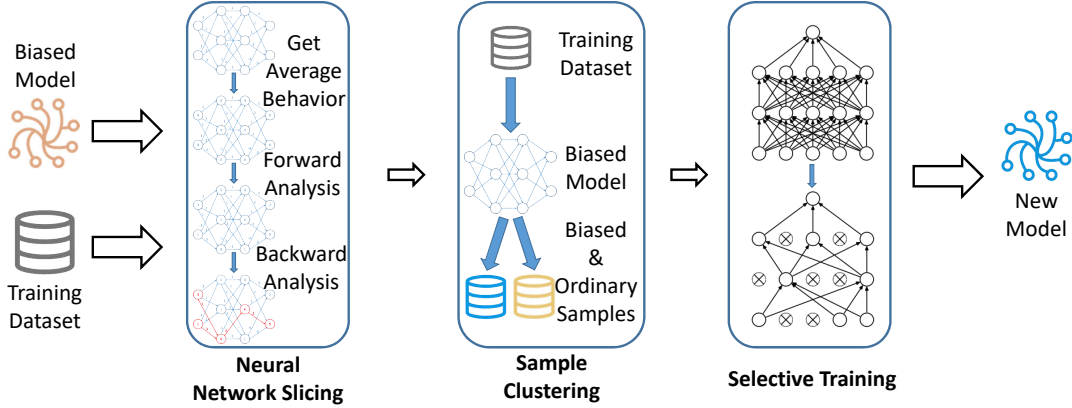 Biased
Model
Training
Dataset
Get
Average
Behavior
Forward
Analysis
Backward
Analysis
Neural
Network Slicing
Training
Dataset
Biased
Model
Biased
&
Ordinary
Samples
Sample
Clustering
Selective Training
New
Model